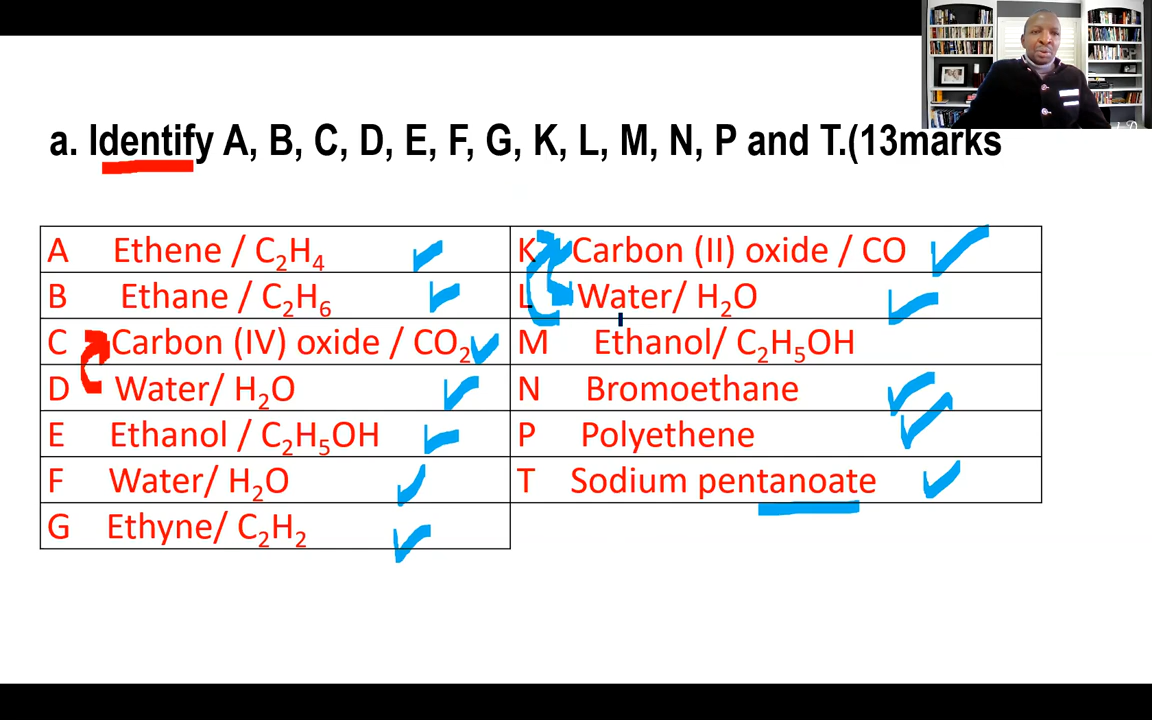 a. Identify A, B, C, D, E, F, G, K, L, M, N, P and T.(13marks
A Ethene / C₂H₄
B Ethane / C₂H₆
C Carbon (IV) oxide / CO₂
D Water/ H₂O
E Ethanol / C₂H₅OH
F Water/ H₂O
G Ethyne/ C₂H₂
K Carbon (II) oxide / CO
L Water/ H₂O
M Ethanol/ C₂H₅OH
N Bromoethane
P Polyethene
T Sodium pentanoate